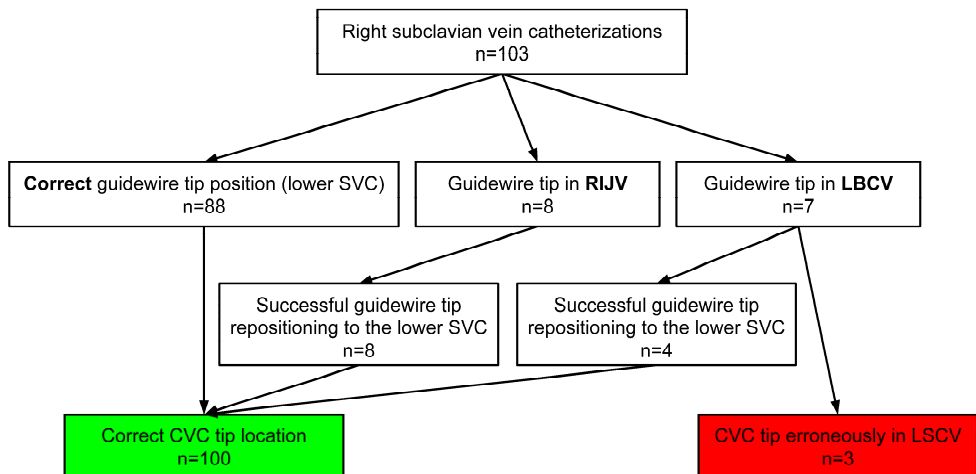 Right subclavian vein catheterizations
n=103
Correct guidewire tip position (lower SVC)
n=88
Guidewire tip in RIJV
n=8
Guidewire tip in LBCV
n=7
Successful guidewire tip
repositioning to the lower SVC
n=8
Successful guidewire tip
repositioning to the lower SVC
n=4
Correct CVC tip location
n=100
CVC tip erroneously in LSCV
n=3